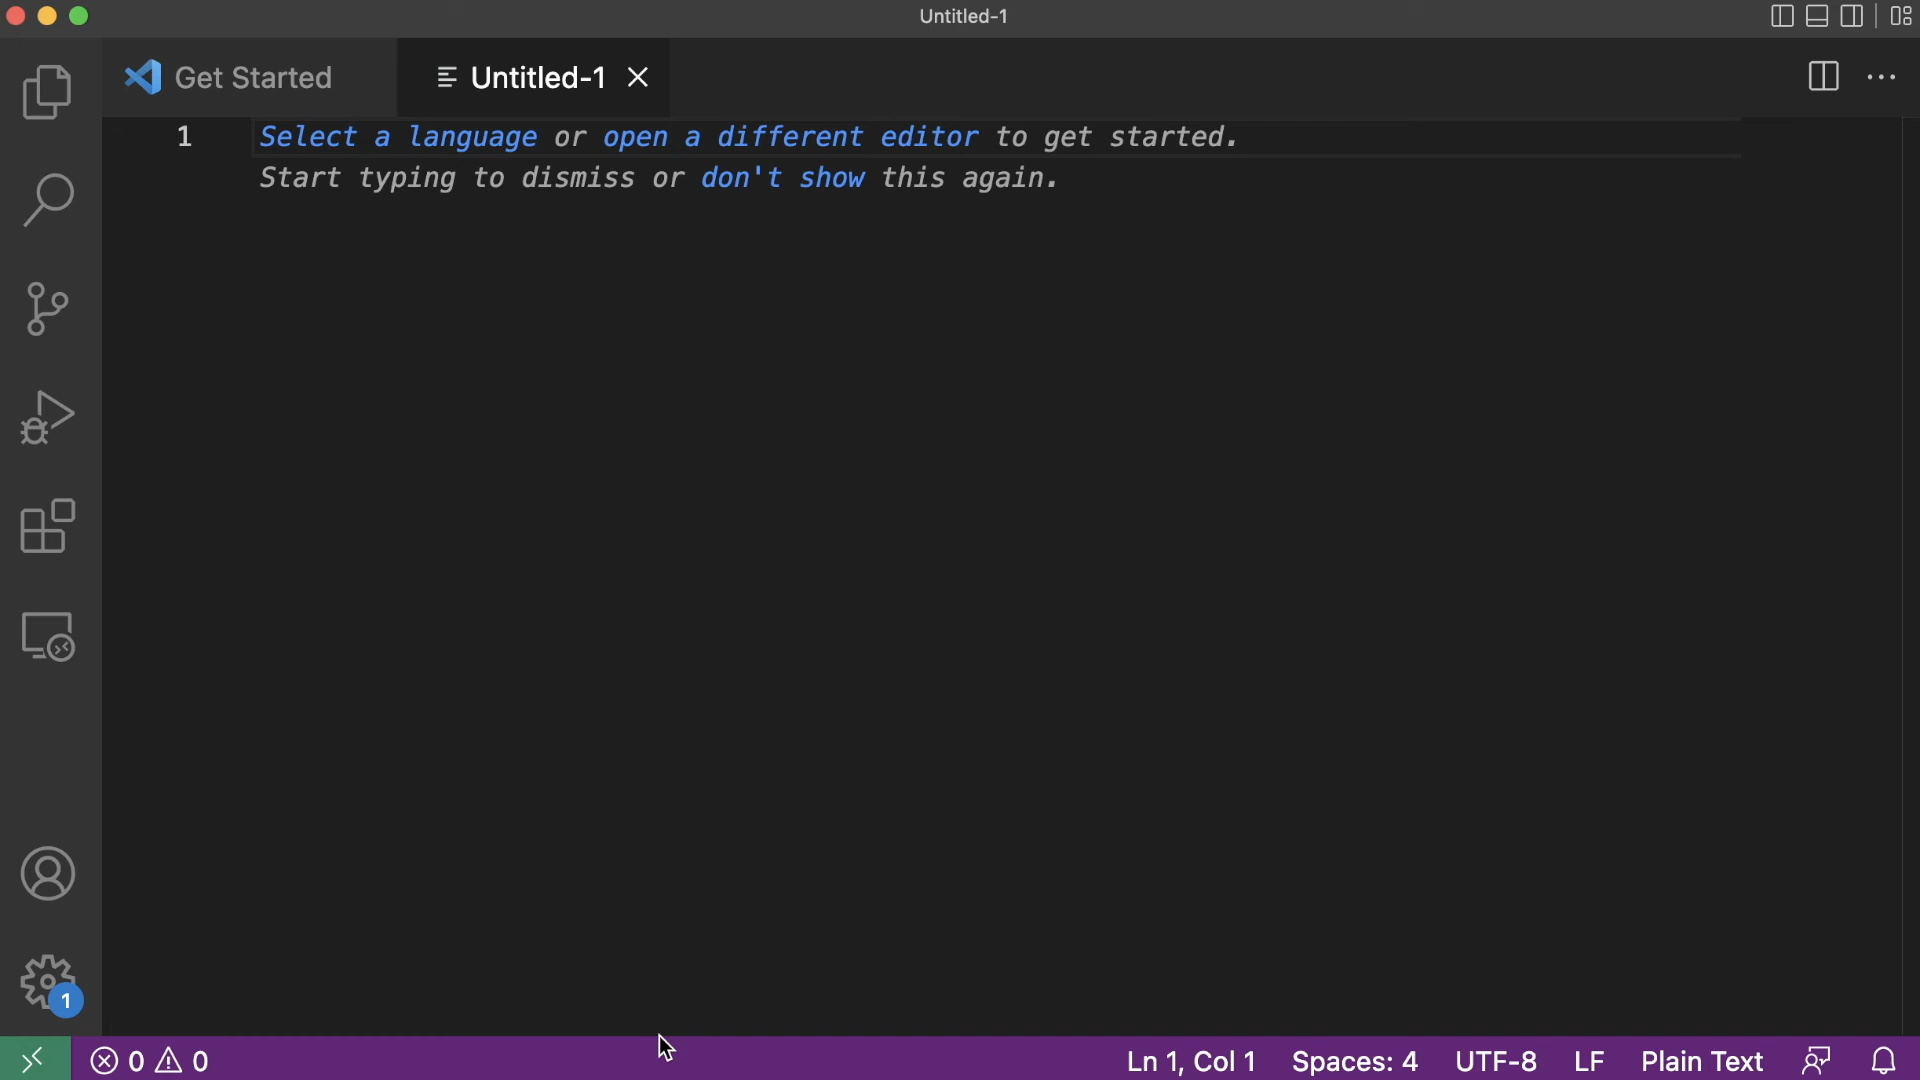 Untitled-1
Get Started
Untitled-1
1 Select a language or open a different editor to get started.
Start typing to dismiss or don't show this again.
1
0 0 Ln 1, Col 1 Spaces: 4 UTF-8 LF Plain Text